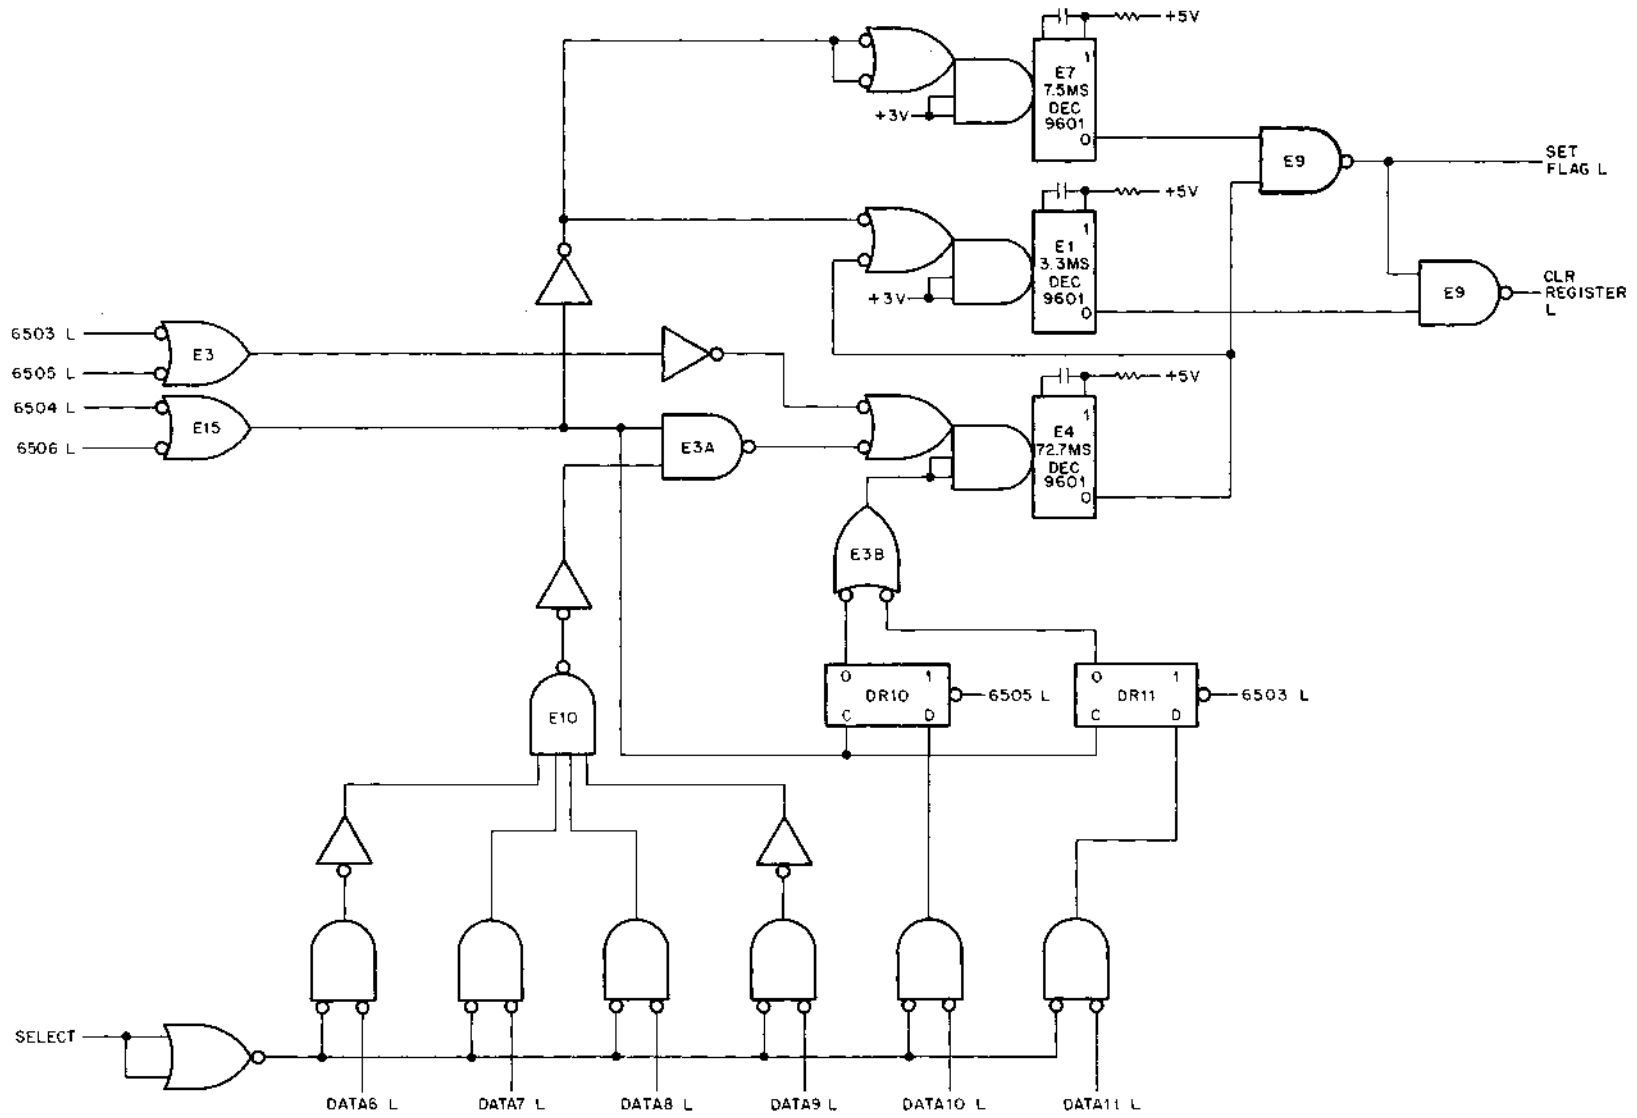 +5V
1
E7
7.5MS
DEC
9601
0
+3V
E9
SET
FLAG L
+5V
1
E1
3.3MS
DEC
9601
0
+3V
E9
CLR
REGISTER
L
6503 L
6505 L
E3
6504 L
6506 L
E15
E3A
+5V
1
E4
72.7MS
DEC
9601
0
E3B
0 1
DR10
C D
6505 L
0 1
DR11
C D
6503 L
E10
SELECT
DATA6 L
DATA7 L
DATA8 L
DATA9 L
DATA10 L
DATA11 L